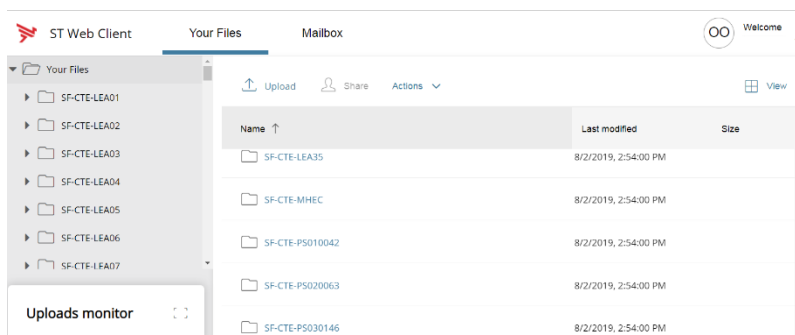 ST Web Client
Your Files
Mailbox
OO
Welcome
Your Files
SF-CTE-LEA01
SF-CTE-LEA02
SF-CTE-LEA03
SF-CTE-LEA04
SF-CTE-LEA05
SF-CTE-LEA06
SF-CTE-LEA07
Uploads monitor
Upload
Share
Actions
View
Name Last modified Size
SF-CTE-LEA35 8/2/2019, 2:54:00 PM
SF-CTE-MHEC 8/2/2019, 2:54:00 PM
SF-CTE-PS010042 8/2/2019, 2:54:00 PM
SF-CTE-PS020063 8/2/2019, 2:54:00 PM
SF-CTE-PS030146 8/2/2019, 2:54:00 PM